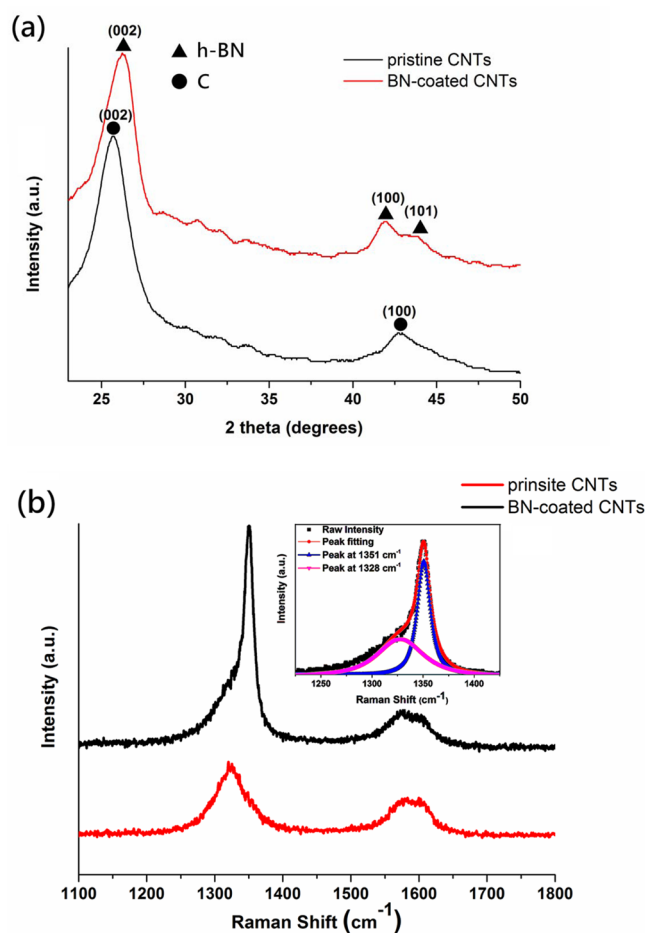 (a)
(002)
▲ h-BN
● C
pristine CNTs
BN-coated CNTs
(002)
(100)
(101)
(100)
Intensity (a.u.)
25 30 35 40 45 50
2 theta (degrees)
(b)
prinsite CNTs
BN-coated CNTs
Raw Intensity
Peak fitting
Peak at 1351 cm⁻¹
Peak at 1328 cm⁻¹
Intensity (a.u.)
1250 1300 1350 1400
Raman Shift (cm⁻¹)
Intensity (a.u.)
1100 1200 1300 1400 1500 1600 1700 1800
Raman Shift (cm⁻¹)